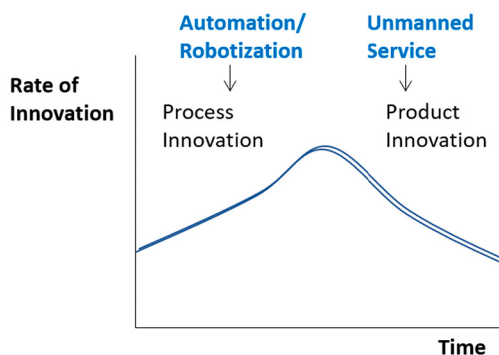 Automation/
Robotization
Unmanned
Service
Rate of
Innovation
Process
Innovation
Product
Innovation
Time